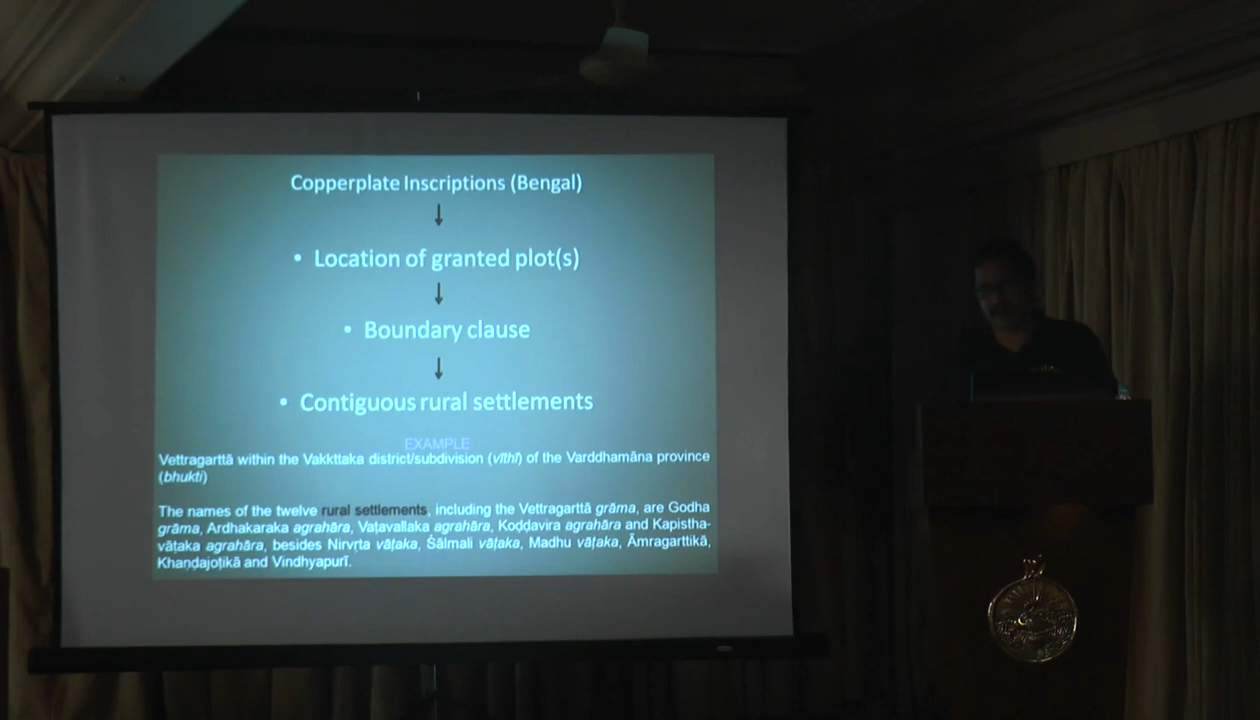 Copperplate Inscriptions (Bengal)
↓
• Location of granted plot(s)
↓
• Boundary clause
↓
• Contiguous rural settlements
EXAMPLE
Vettragarttā within the Vakkttaka district/subdivision (vīthī) of the Varddhamāna province
(bhukti)
The names of the twelve rural settlements, including the Vettragarttā grāma, are Godha
grāma, Ardhakaraka agrahāra, Vaṭavallaka agrahāra, Koḍḍavira agrahāra and Kapistha-
vāṭaka agrahāra, besides Nirvṛta vāṭaka, Śālmali vāṭaka, Madhu vāṭaka, Āmragarttikā,
Khaṇḍajoṭikā and Vindhyapurī.